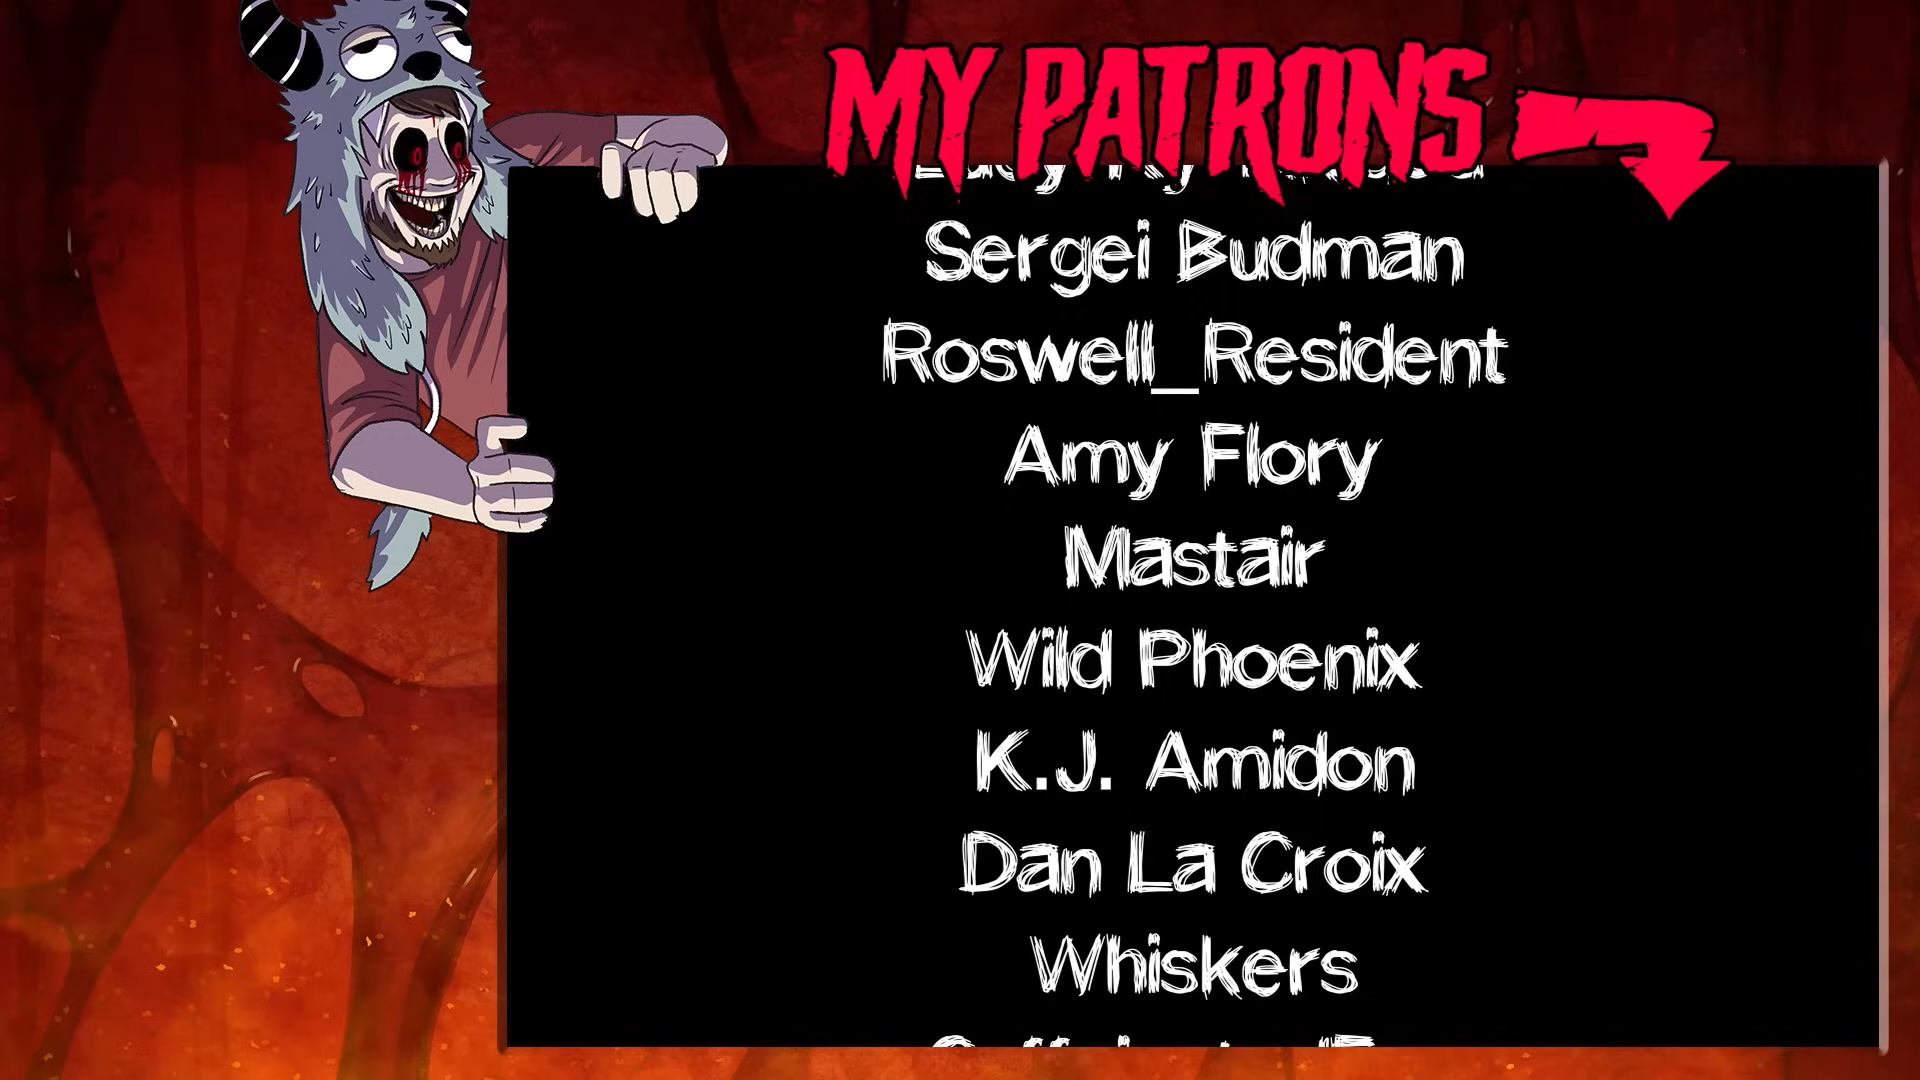 MY PATRONS
Sergei Budman
Roswell_Resident
Amy Flory
Mastair
Wild Phoenix
K.J. Amidon
Dan La Croix
Whiskers